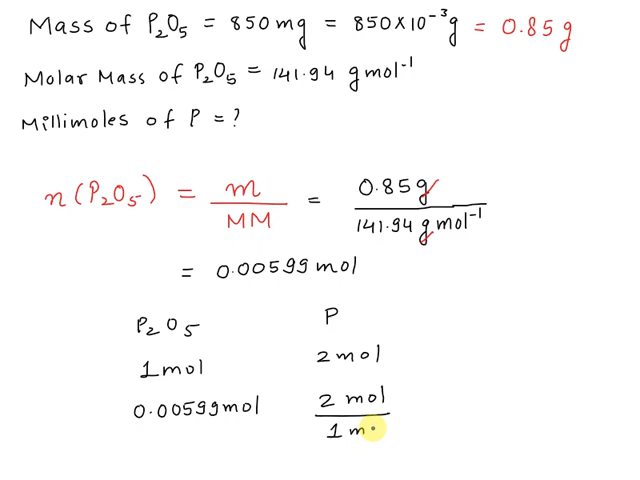 Mass of P₂O₅ = 850 mg = 850×10⁻³g = 0.85 g
Molar Mass of P₂O₅ = 141.94 g mol⁻¹
Millimoles of P = ?
n(P₂O₅) = m / MM = 0.85 g / 141.94 g mol⁻¹
= 0.00599 mol
P₂O₅ P
1 mol 2 mol
0.00599 mol 2 mol
1 m